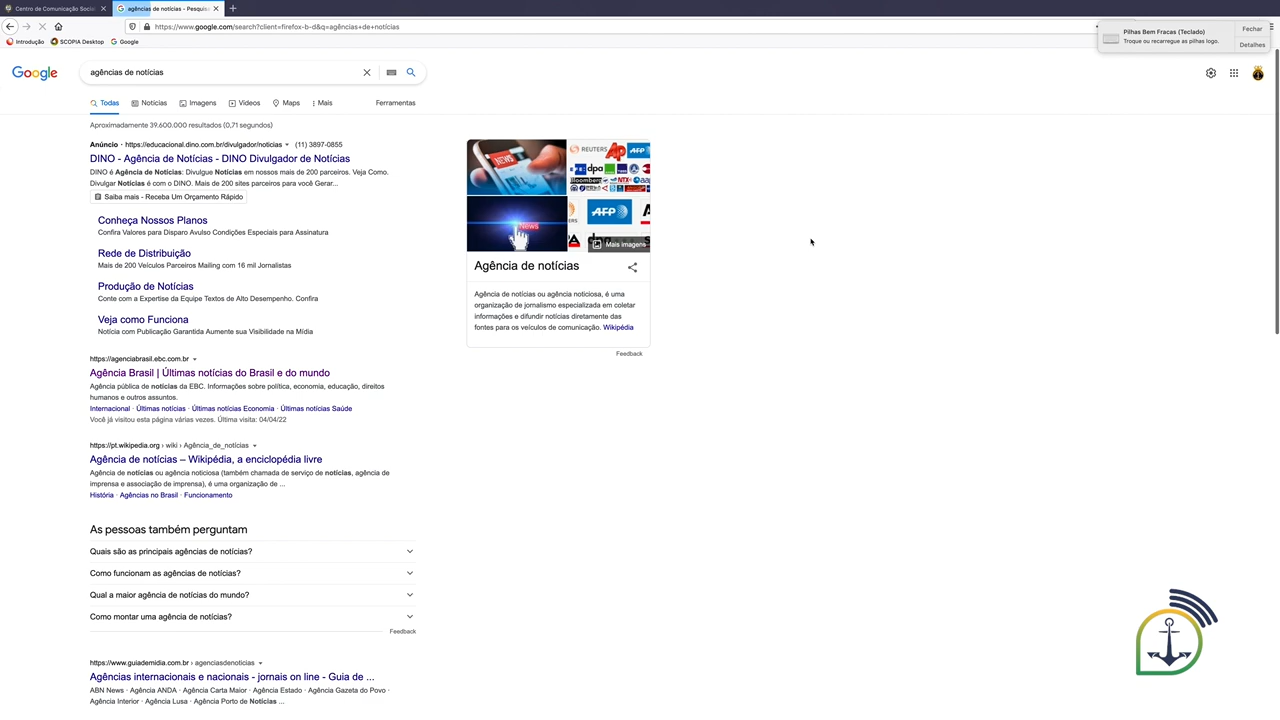 Centro de Comunicação Social
agências de notícias - Pesquis
https://www.google.com/search?client=firefox-b-d&q=agências+de+notícias
Introdução
SCOPIA Desktop
Google
Pilhas Bem Fracas (Teclado)
Troque ou recarregue as pilhas logo.
Fechar
Detalhes
Google
agências de notícias
Todas
Notícias
Imagens
Vídeos
Maps
Mais
Ferramentas
Aproximadamente 39.600.000 resultados (0,71 segundos)
Anúncio · https://educacional.dino.com.br/divulgador/noticias (11) 3897-0855
DINO - Agência de Notícias - DINO Divulgador de Notícias
DINO é Agência de Notícias: Divulgue Notícias em nossos mais de 200 parceiros. Veja Como.
Divulgar Notícias é com o DINO. Mais de 200 sites parceiros para você Gerar...
Saiba mais - Receba Um Orçamento Rápido
Conheça Nossos Planos
Confira Valores para Disparo Avulso Condições Especiais para Assinatura
Rede de Distribuição
Mais de 200 Veículos Parceiros Mailing com 16 mil Jornalistas
Produção de Notícias
Conte com a Expertise da Equipe Textos de Alto Desempenho. Confira
Veja como Funciona
Notícia com Publicação Garantida Aumente sua Visibilidade na Mídia
https://agenciabrasil.ebc.com.br
Agência Brasil | Últimas notícias do Brasil e do mundo
Agência pública de notícias da EBC. Informações sobre política, economia, educação, direitos
humanos e outros assuntos.
Internacional · Últimas notícias · Últimas notícias Economia · Últimas notícias Saúde
Você já visitou esta página várias vezes. Última visita: 04/04/22
https://pt.wikipedia.org › wiki › Agência_de_notícias
Agência de notícias – Wikipédia, a enciclopédia livre
Agência de notícias ou agência noticiosa (também chamada de serviço de notícias, agência de
imprensa e associação de imprensa), é uma organização de ...
História · Agências no Brasil · Funcionamento
As pessoas também perguntam
Quais são as principais agências de notícias?
Como funcionam as agências de notícias?
Qual a maior agência de notícias do mundo?
Como montar uma agência de notícias?
Feedback
https://www.guiademidia.com.br › agenciasdenoticias
Agências internacionais e nacionais - jornais on line - Guia de ...
ABN News · Agência ANDA · Agência Carta Maior · Agência Estado · Agência Gazeta do Povo ·
Agência Interior · Agência Lusa · Agência Porto de Notícias ...
NEWS
REUTERS
AP
AFP
dpa
Bloomberg
News
AFP
Mais imagens
Agência de notícias
Agência de notícias ou agência noticiosa, é uma
organização de jornalismo especializada em coletar
informações e difundir notícias diretamente das
fontes para os veículos de comunicação. Wikipédia
Feedback